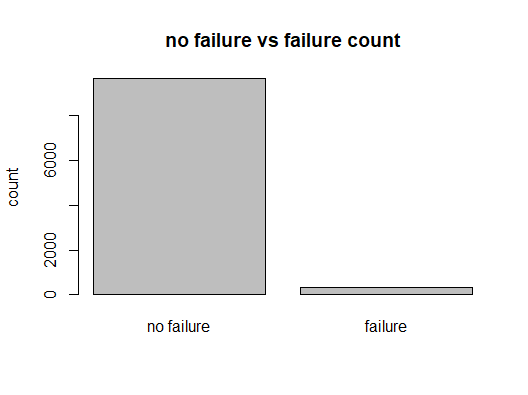 no failure vs failure count
count
6000
2000
0
no failure
failure